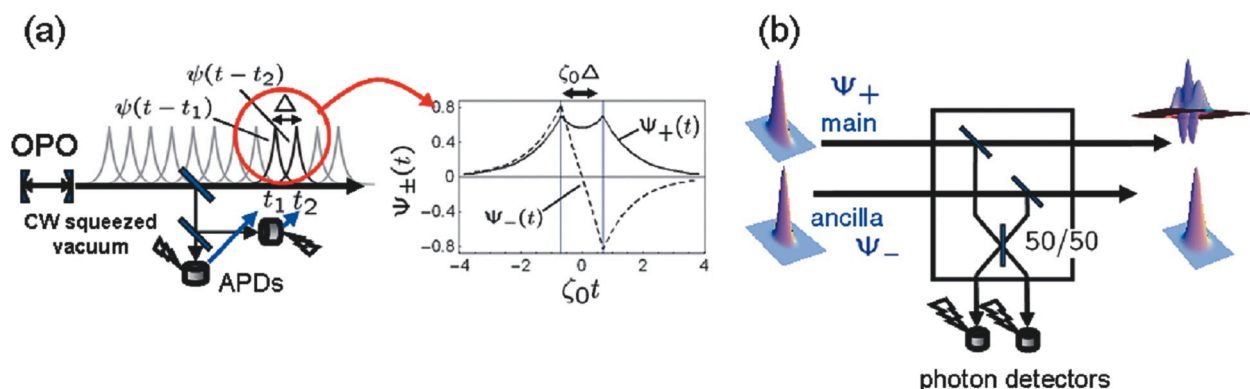 (a)
ψ(t − t₂)
ψ(t − t₁)
Δ
OPO
t₁ t₂
CW squeezed
vacuum
APDs
ζ₀Δ
0.8
0.4
0
-0.4
-0.8
Ψ±(t)
Ψ₊(t)
Ψ₋(t)
-4 -2 0 2 4
ζ₀t
(b)
Ψ₊
main
ancilla
Ψ₋
50/50
photon detectors